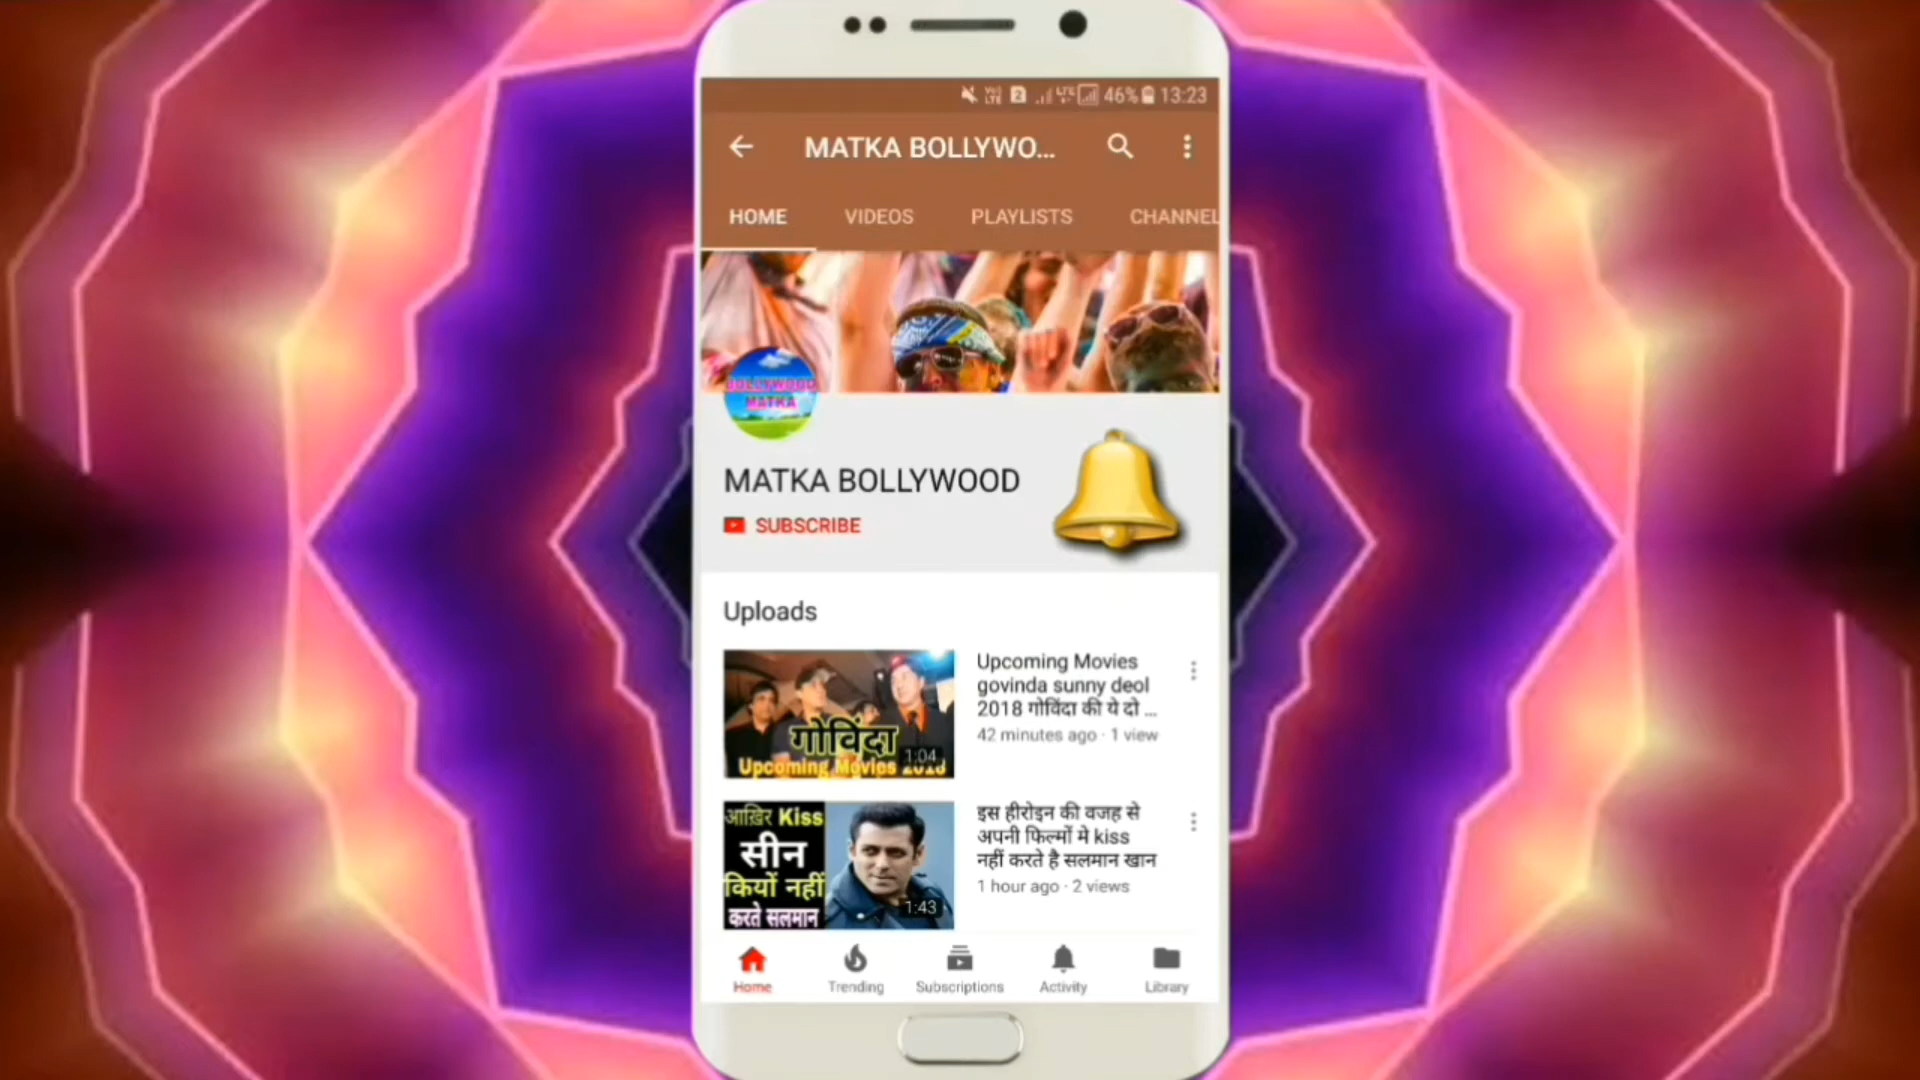 46% 13:23
MATKA BOLLYWO...
HOME VIDEOS PLAYLISTS CHANNEL
BOLLYWOOD
MATKA
MATKA BOLLYWOOD
SUBSCRIBE
Uploads
गोविंदा
1:04
Upcoming Movies 2018
Upcoming Movies
govinda sunny deol
2018 गोविंदा की ये दो ...
42 minutes ago · 1 view
आख़िर Kiss
सीन
कियों नहीं
करते सलमान
1:43
इस हीरोइन की वजह से
अपनी फिल्मों मे kiss
नहीं करते है सलमान खान
1 hour ago · 2 views
Home Trending Subscriptions Activity Library